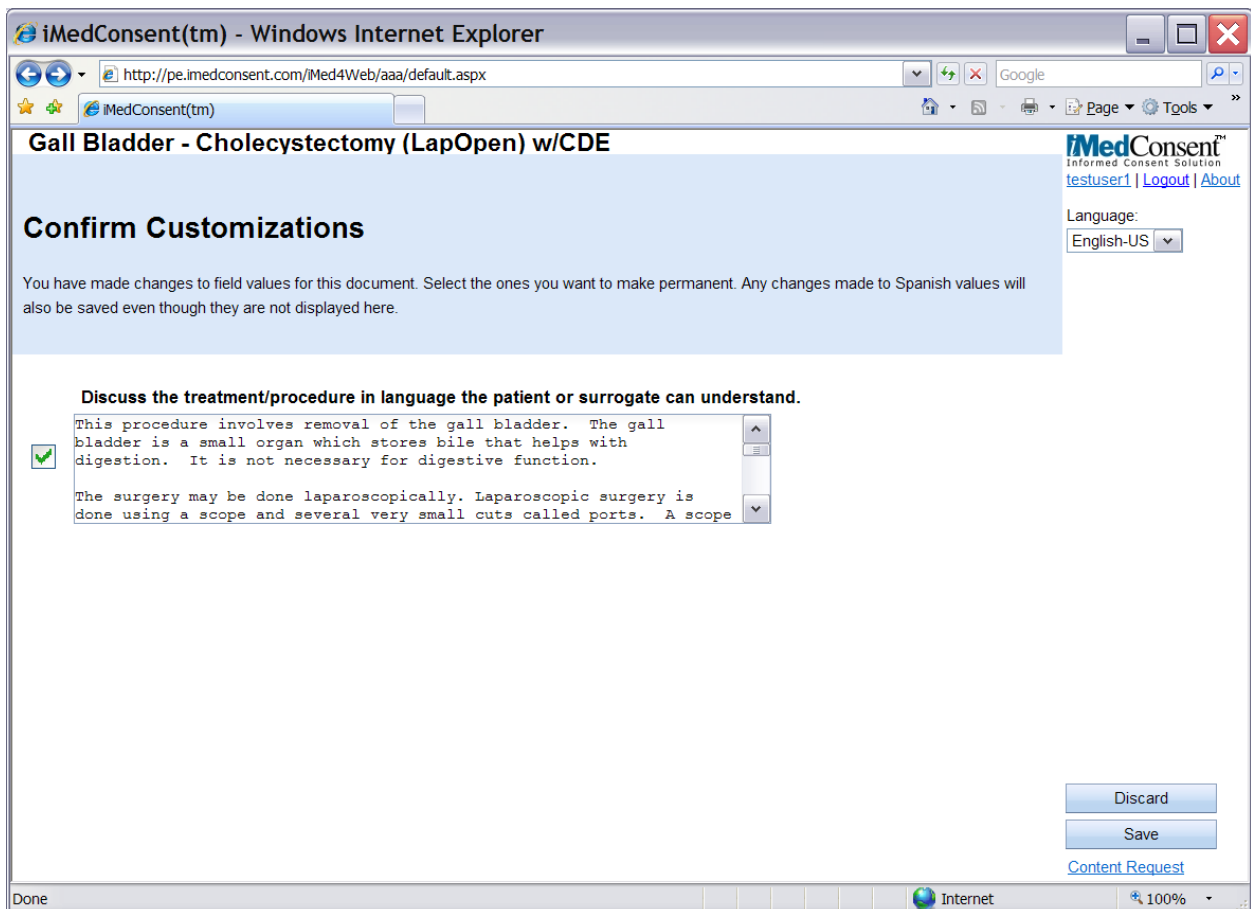 iMedConsent(tm) - Windows Internet Explorer
http://pe.imedconsent.com/iMed4Web/aaa/default.aspx
Google
iMedConsent(tm)
Page
Tools
»
Gall Bladder - Cholecystectomy (LapOpen) w/CDE
iMedConsent™
Informed Consent Solution
testuser1 | Logout | About
Language:
English-US
Confirm Customizations
You have made changes to field values for this document. Select the ones you want to make permanent. Any changes made to Spanish values will
also be saved even though they are not displayed here.
Discuss the treatment/procedure in language the patient or surrogate can understand.
This procedure involves removal of the gall bladder.  The gall
bladder is a small organ which stores bile that helps with
digestion.  It is not necessary for digestive function.
The surgery may be done laparoscopically. Laparoscopic surgery is
done using a scope and several very small cuts called ports.  A scope
Discard
Save
Content Request
Done
Internet
100%